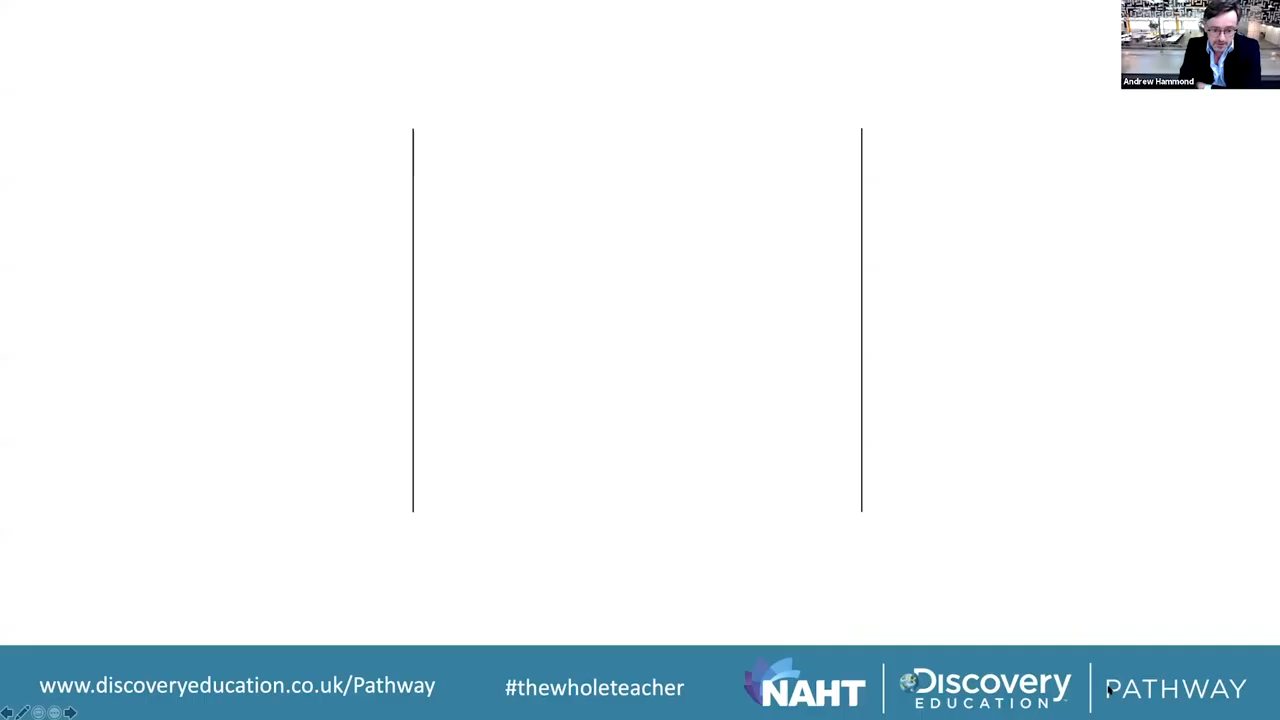 Andrew Hammond
www.discoveryeducation.co.uk/Pathway
#thewholeteacher
NAHT
Discovery
EDUCATION
PATHWAY